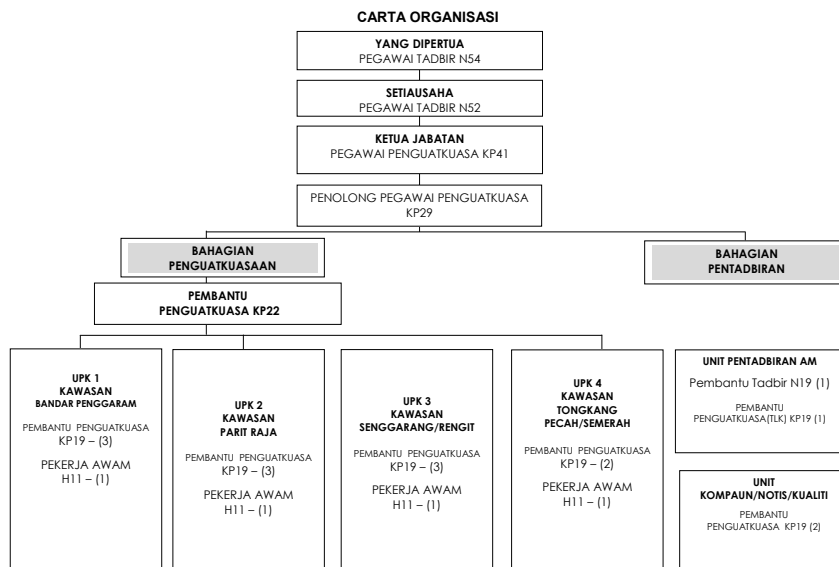 CARTA ORGANISASI
YANG DIPERTUA
PEGAWAI TADBIR N54
SETIAUSAHA
PEGAWAI TADBIR N52
KETUA JABATAN
PEGAWAI PENGUATKUASA KP41
PENOLONG PEGAWAI PENGUATKUASA
KP29
BAHAGIAN
PENGUATKUASAAN
BAHAGIAN
PENTADBIRAN
PEMBANTU
PENGUATKUASA KP22
UPK 1
KAWASAN
BANDAR PENGGARAM
PEMBANTU PENGUATKUASA
KP19 – (3)
PEKERJA AWAM
H11 – (1)
UPK 2
KAWASAN
PARIT RAJA
PEMBANTU PENGUATKUASA
KP19 – (3)
PEKERJA AWAM
H11 – (1)
UPK 3
KAWASAN
SENGGARANG/RENGIT
PEMBANTU PENGUATKUASA
KP19 – (3)
PEKERJA AWAM
H11 – (1)
UPK 4
KAWASAN
TONGKANG
PECAH/SEMERAH
PEMBANTU PENGUATKUASA
KP19 – (2)
PEKERJA AWAM
H11 – (1)
UNIT PENTADBIRAN AM
Pembantu Tadbir N19 (1)
PEMBANTU
PENGUATKUASA(TLK) KP19 (1)
UNIT
KOMPAUN/NOTIS/KUALITI
PEMBANTU
PENGUATKUASA KP19 (2)